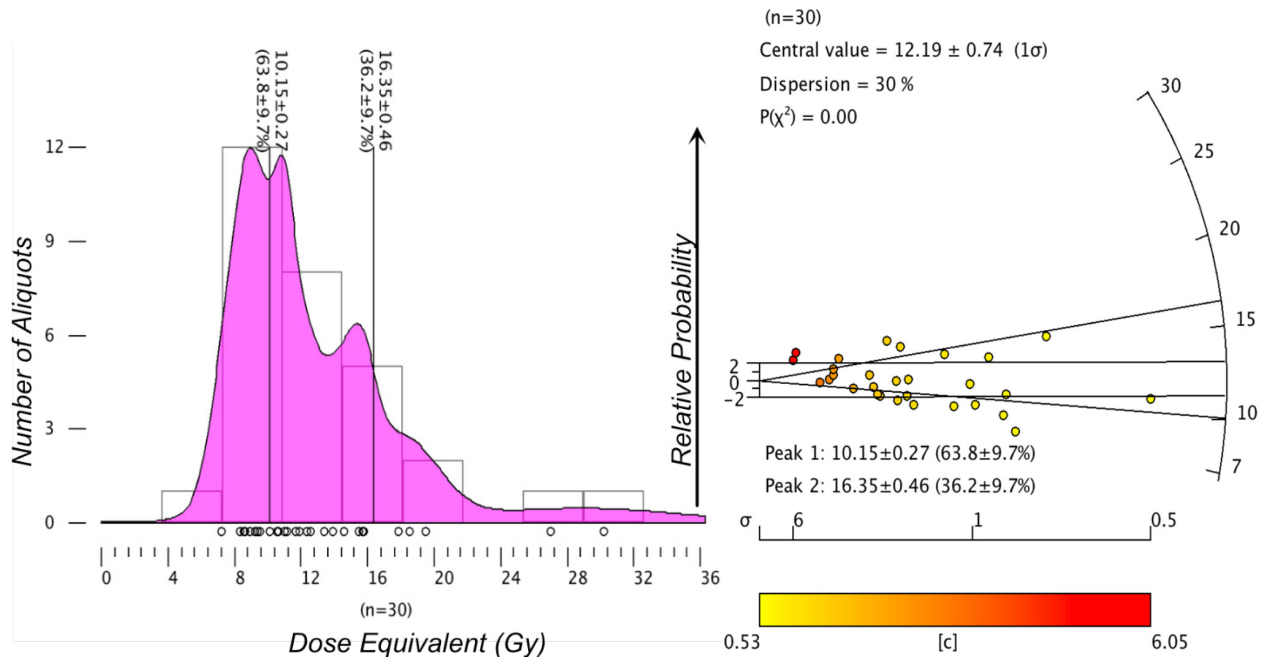 10.15±0.27
(63.8±9.7%)
16.35±0.46
(36.2±9.7%)
12
9
6
3
0
Number of Aliquots
0 4 8 12 16 20 24 28 32 36
(n=30)
Dose Equivalent (Gy)
Relative Probability
(n=30)
Central value = 12.19 ± 0.74 (1σ)
Dispersion = 30 %
P(χ²) = 0.00
30
25
20
15
10
7
2
0
−2
Peak 1: 10.15±0.27 (63.8±9.7%)
Peak 2: 16.35±0.46 (36.2±9.7%)
σ 6 1 0.5
0.53 [c] 6.05